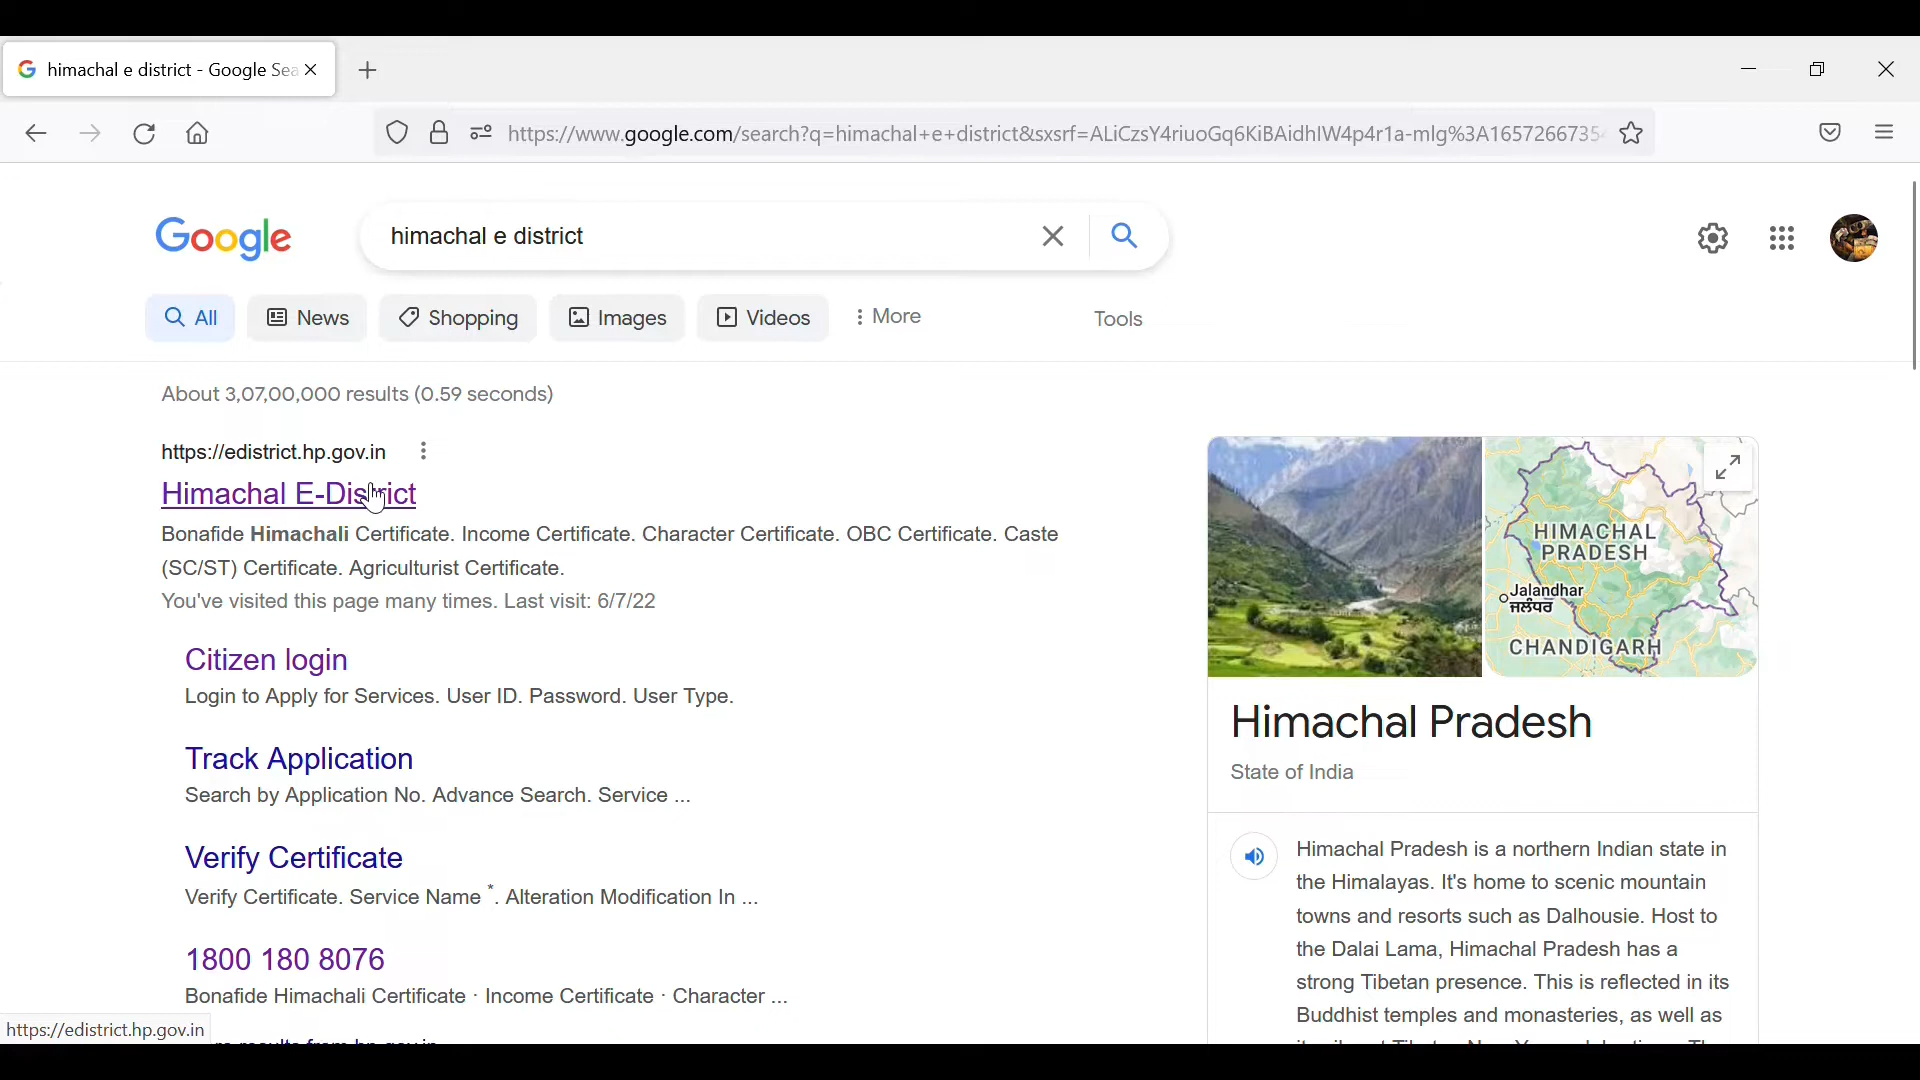 himachal e district - Google Sea
https://www.google.com/search?q=himachal+e+district&sxsrf=ALiCzsY4riuoGq6KiBAidhIW4p4r1a-mlg%3A1657266735
Google
himachal e district
All
News
Shopping
Images
Videos
More
Tools
About 3,07,00,000 results (0.59 seconds)
https://edistrict.hp.gov.in
Himachal E-District
Bonafide Himachali Certificate. Income Certificate. Character Certificate. OBC Certificate. Caste
(SC/ST) Certificate. Agriculturist Certificate.
You've visited this page many times. Last visit: 6/7/22
Citizen login
Login to Apply for Services. User ID. Password. User Type.
Track Application
Search by Application No. Advance Search. Service ...
Verify Certificate
Verify Certificate. Service Name *. Alteration Modification In ...
1800 180 8076
Bonafide Himachali Certificate · Income Certificate · Character ...
https://edistrict.hp.gov.in
HIMACHAL
PRADESH
Jalandhar
ਜਲੰਧਰ
CHANDIGARH
Himachal Pradesh
State of India
Himachal Pradesh is a northern Indian state in
the Himalayas. It's home to scenic mountain
towns and resorts such as Dalhousie. Host to
the Dalai Lama, Himachal Pradesh has a
strong Tibetan presence. This is reflected in its
Buddhist temples and monasteries, as well as